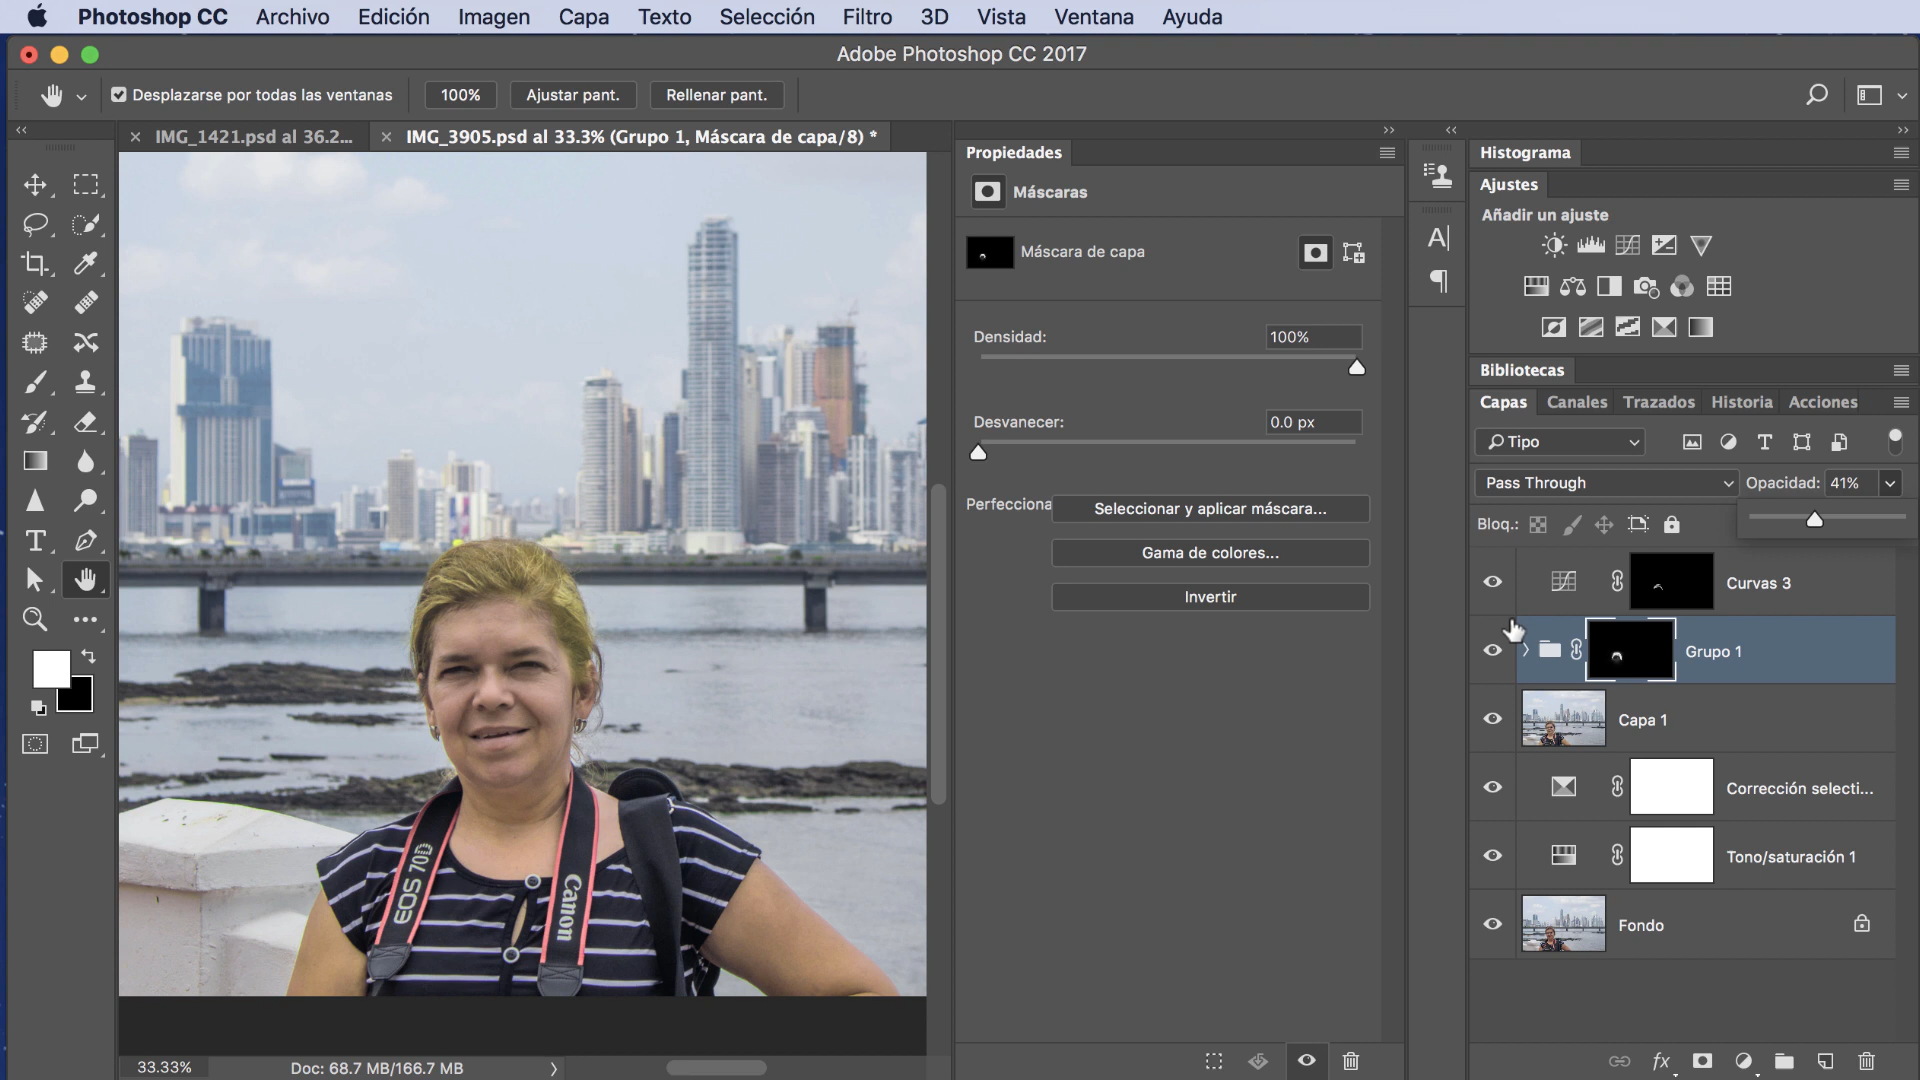 Photoshop CC Archivo Edición Imagen Capa Texto Selección Filtro 3D Vista Ventana Ayuda
Adobe Photoshop CC 2017
Desplazarse por todas las ventanas 100% Ajustar pant. Rellenar pant.
IMG_1421.psd al 36.2... IMG_3905.psd al 33.3% (Grupo 1, Máscara de capa/8) *
Propiedades
Máscaras
Máscara de capa
Densidad: 100%
Desvanecer: 0.0 px
Perfecciona Seleccionar y aplicar máscara...
Gama de colores...
Invertir
Histograma
Ajustes
Añadir un ajuste
Bibliotecas
Capas Canales Trazados Historia Acciones
Tipo
Pass Through Opacidad: 41%
Bloq.:
Curvas 3
Grupo 1
Capa 1
Corrección selecti...
Tono/saturación 1
Fondo
fx
EOS 70D
Canon
33.33% Doc: 68.7 MB/166.7 MB